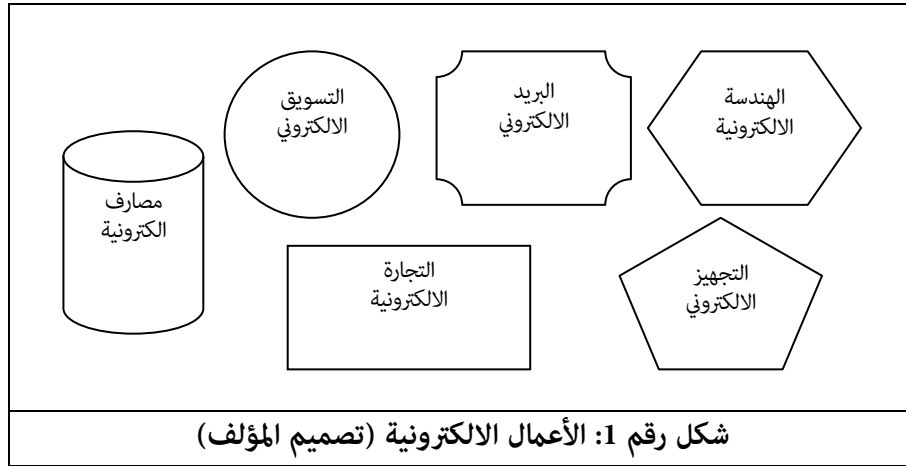 الهندسة
الالكترونية
البريد
الالكتروني
التسويق
الالكتروني
مصارف
الكترونية
التجهيز
الالكتروني
التجارة
الالكترونية
شكل رقم 1: الأعمال الالكترونية (تصميم المؤلف)